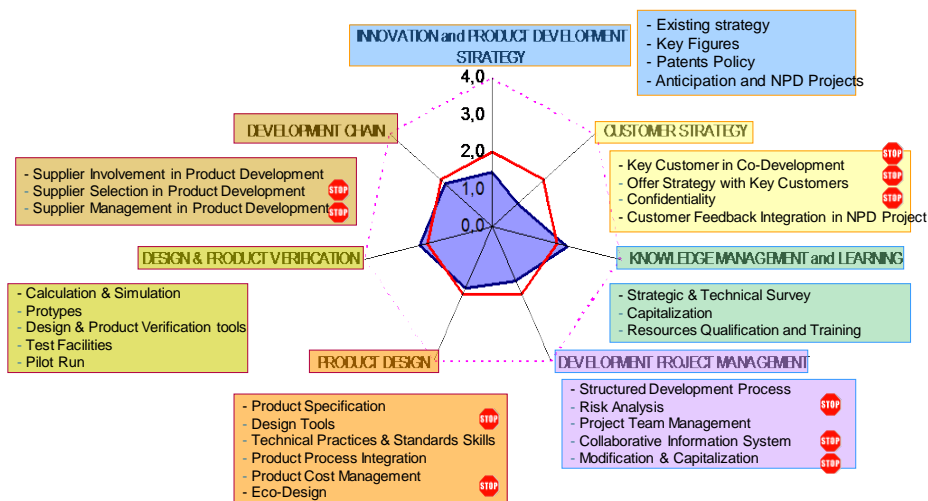 INNOVATION and PRODUCT DEVELOPMENT
STRATEGY
- Existing strategy
- Key Figures
- Patents Policy
- Anticipation and NPD Projects
4,0
3,0
2,0
1,0
0,0
DEVELOPMENT CHAIN
- Supplier Involvement in Product Development
- Supplier Selection in Product Development STOP
- Supplier Management in Product Development STOP
CUSTOMER STRATEGY
STOP
- Key Customer in Co-Development
- Offer Strategy with Key Customers STOP
- Confidentiality STOP
- Customer Feedback Integration in NPD Project
DESIGN & PRODUCT VERIFICATION
- Calculation & Simulation
- Protypes
- Design & Product Verification tools
- Test Facilities
- Pilot Run
KNOWLEDGE MANAGEMENT and LEARNING
- Strategic & Technical Survey
- Capitalization
- Resources Qualification and Training
PRODUCT DESIGN
- Product Specification
- Design Tools STOP
- Technical Practices & Standards Skills
- Product Process Integration
- Product Cost Management
- Eco-Design STOP
DEVELOPMENT PROJECT MANAGEMENT
- Structured Development Process
- Risk Analysis STOP
- Project Team Management
- Collaborative Information System STOP
- Modification & Capitalization STOP